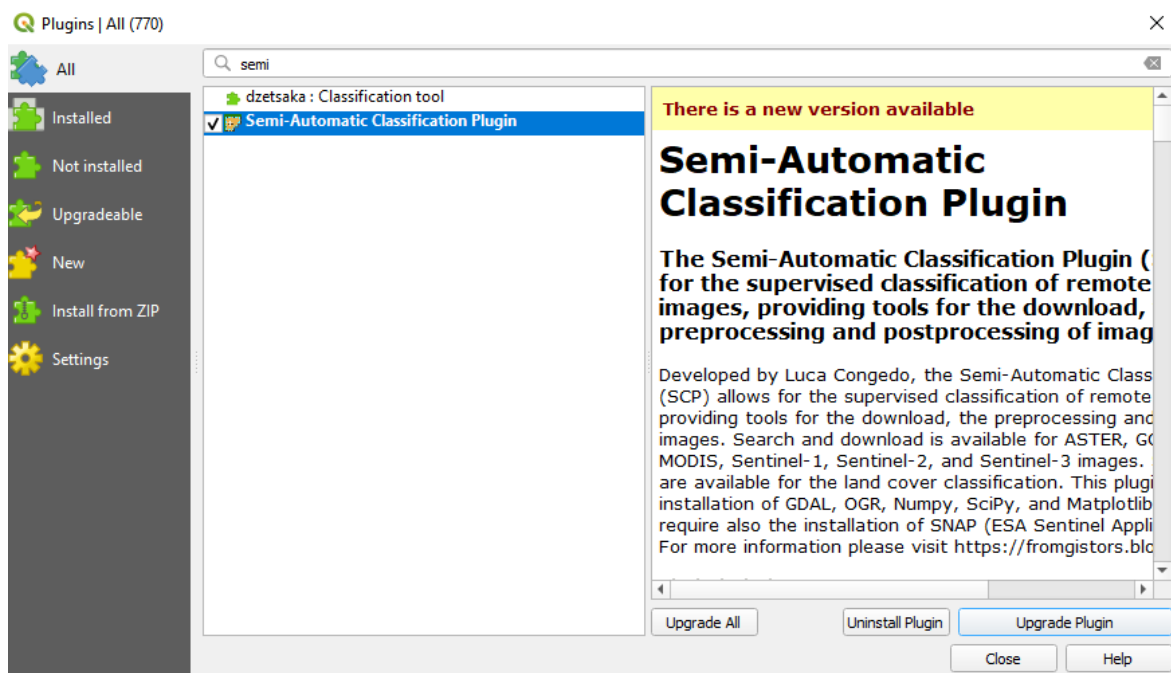 Plugins | All (770)
All
Installed
Not installed
Upgradeable
New
Install from ZIP
Settings
semi
dzetsaka : Classification tool
Semi-Automatic Classification Plugin
There is a new version available
Semi-Automatic
Classification Plugin
The Semi-Automatic Classification Plugin (
for the supervised classification of remote
images, providing tools for the download,
preprocessing and postprocessing of imag
Developed by Luca Congedo, the Semi-Automatic Class
(SCP) allows for the supervised classification of remote
providing tools for the download, the preprocessing and
images. Search and download is available for ASTER, GO
MODIS, Sentinel-1, Sentinel-2, and Sentinel-3 images.
are available for the land cover classification. This plugi
installation of GDAL, OGR, Numpy, SciPy, and Matplotlib
require also the installation of SNAP (ESA Sentinel Appli
For more information please visit https://fromgistors.blo
Upgrade All
Uninstall Plugin
Upgrade Plugin
Close
Help